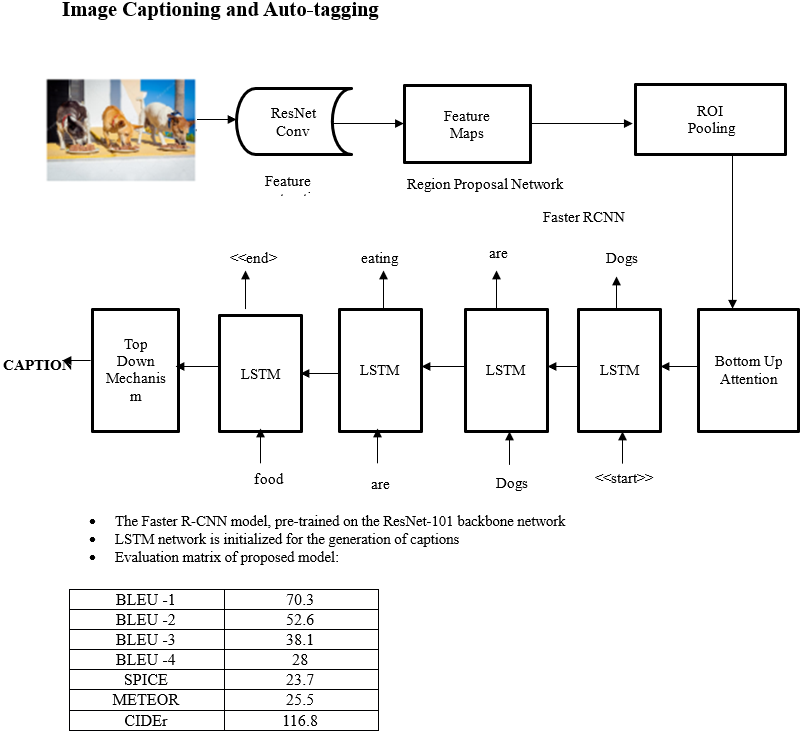 Image Captioning and Auto-tagging
ResNet
Conv
Feature
Maps
ROI
Pooling
Feature
Region Proposal Network
Faster RCNN
<<end>
eating
are
Dogs
CAPTION
Top
Down
Mechanis
m
LSTM
LSTM
LSTM
LSTM
Bottom Up
Attention
food
are
Dogs
<<start>>
• The Faster R-CNN model, pre-trained on the ResNet-101 backbone network
• LSTM network is initialized for the generation of captions
• Evaluation matrix of proposed model:
BLEU -1 70.3
BLEU -2 52.6
BLEU -3 38.1
BLEU -4 28
SPICE 23.7
METEOR 25.5
CIDEr 116.8